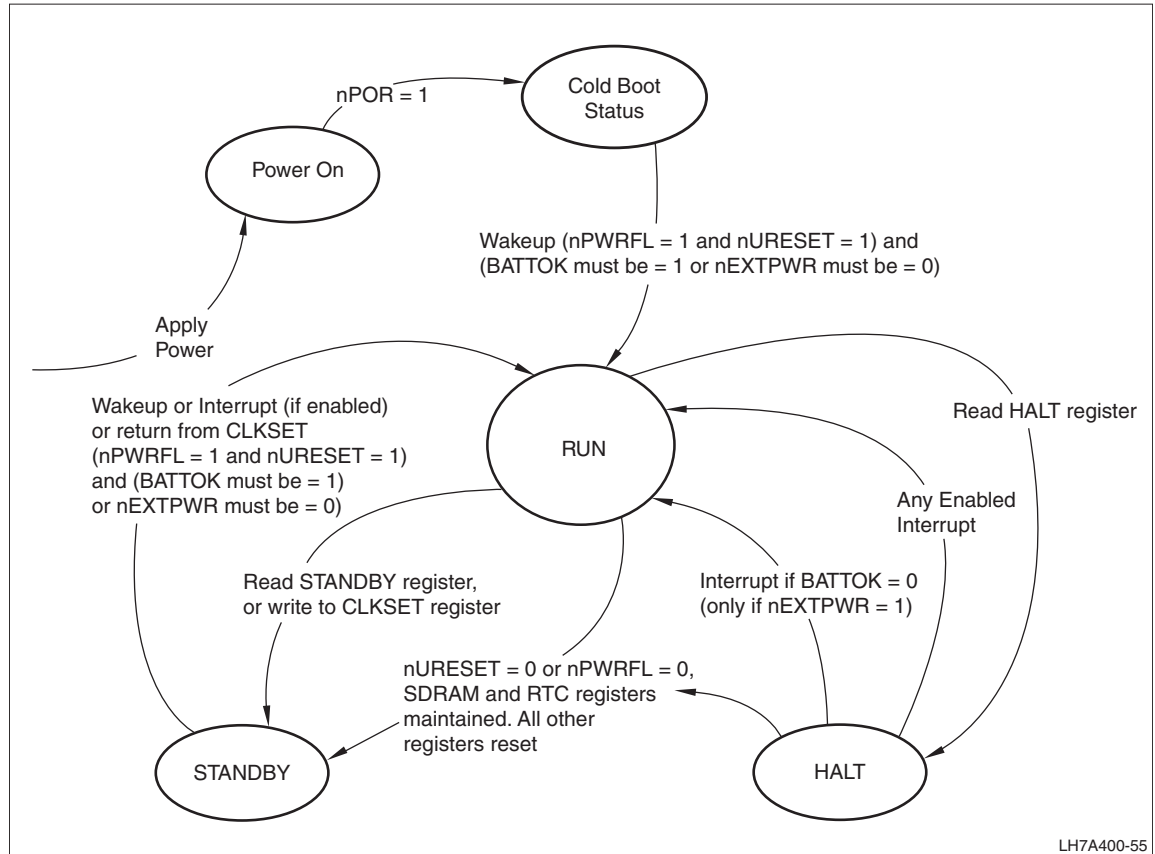 nPOR = 1
Cold Boot
Status
Power On
Wakeup (nPWRFL = 1 and nURESET = 1) and
(BATTOK must be = 1 or nEXTPWR must be = 0)
Apply
Power
Wakeup or Interrupt (if enabled)
or return from CLKSET
(nPWRFL = 1 and nURESET = 1)
and (BATTOK must be = 1)
or nEXTPWR must be = 0)
RUN
Read HALT register
Any Enabled
Interrupt
Read STANDBY register,
or write to CLKSET register
Interrupt if BATTOK = 0
(only if nEXTPWR = 1)
nURESET = 0 or nPWRFL = 0,
SDRAM and RTC registers
maintained. All other
registers reset
STANDBY
HALT
LH7A400-55